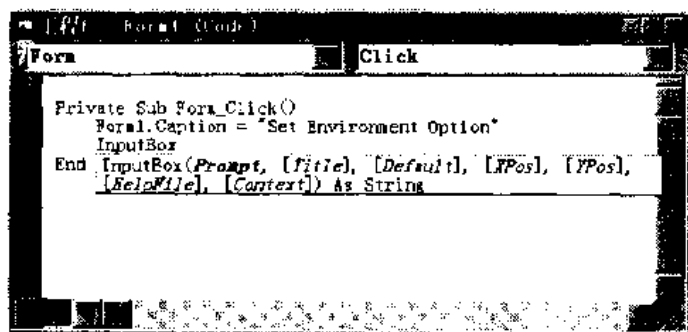 Form1 (Code)
Form
Click
Private Sub Form_Click()
Form1.Caption = "Set Environment Option"
InputBox
End
InputBox(Prompt, [Title], [Default], [XPos], [YPos],
[HelpFile], [Context]) As String